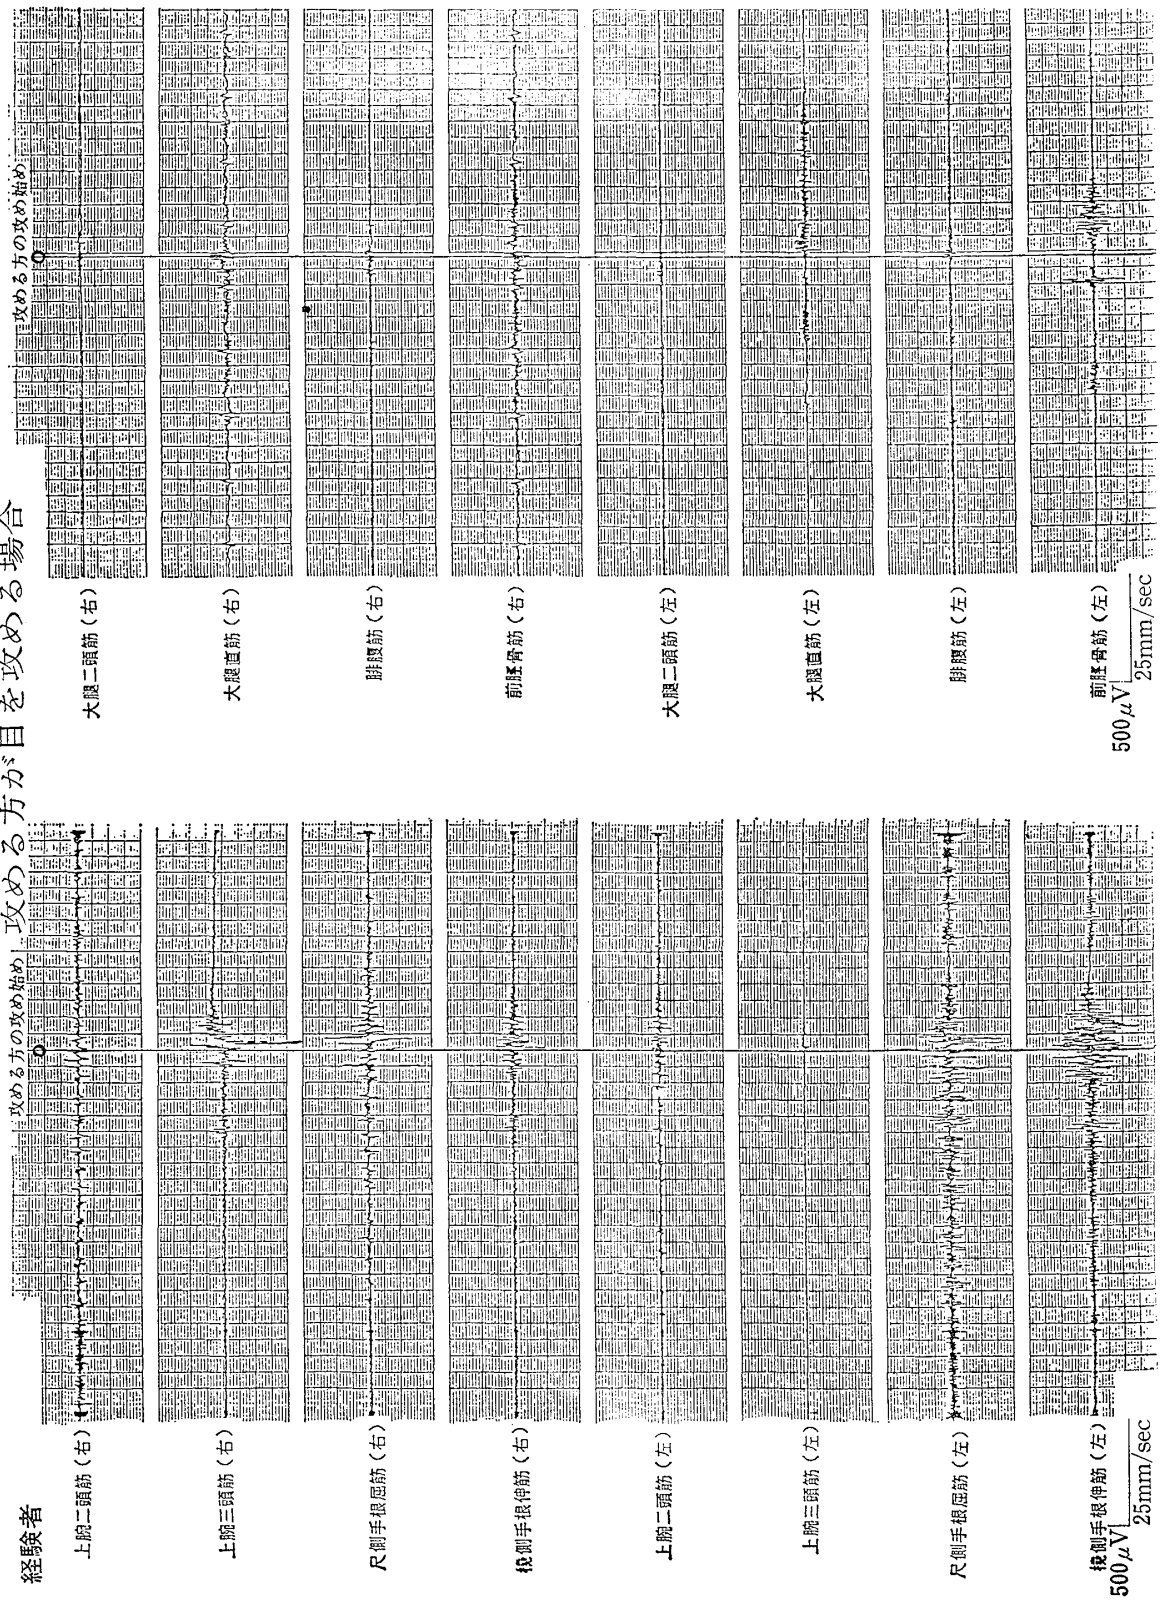 攻める方が目を攻める場合
経験者
攻める方の攻め始め
上腕二頭筋(右)
上腕三頭筋(右)
尺側手根屈筋(右)
橈側手根伸筋(右)
上腕二頭筋(左)
上腕三頭筋(左)
尺側手根屈筋(左)
橈側手根伸筋(左)
500μV
25mm/sec
攻める方の攻め始め
大腿二頭筋(右)
大腿直筋(右)
腓腹筋(右)
前脛骨筋(右)
大腿二頭筋(左)
大腿直筋(左)
腓腹筋(左)
前脛骨筋(左)
500μV
25mm/sec